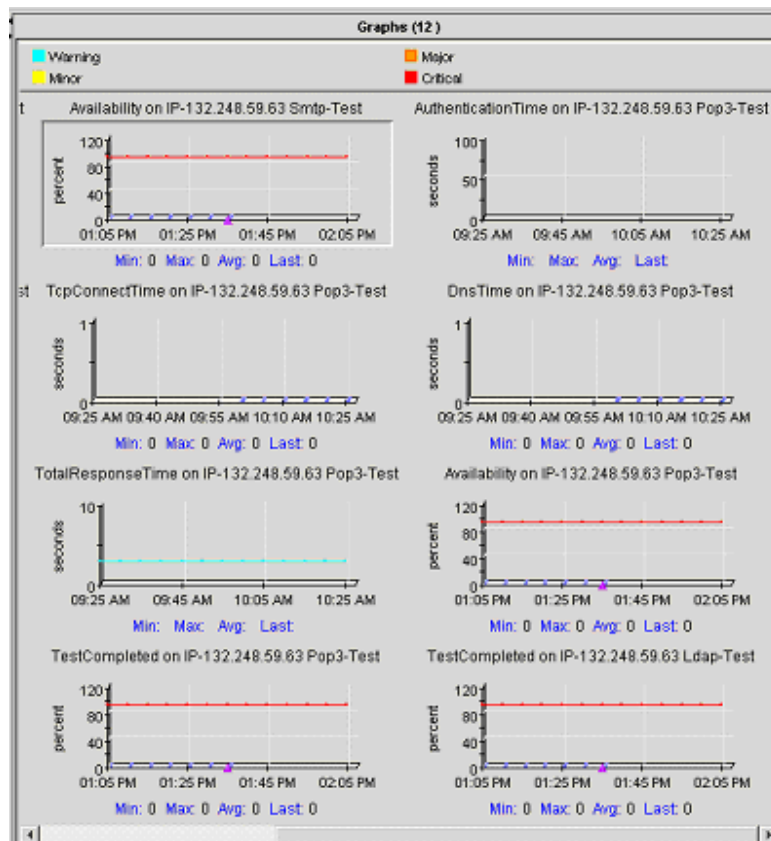 Graphs (12 )
Warning
Major
Minor
Critical
t
Availability on IP-132.248.59.63 Smtp-Test
120
80
40
0
percent
01:05 PM 01:25 PM 01:45 PM 02:05 PM
Min: 0 Max: 0 Avg: 0 Last: 0
AuthenticationTime on IP-132.248.59.63 Pop3-Test
100
50
0
seconds
09:25 AM 09:45 AM 10:05 AM 10:25 AM
Min: Max: Avg: Last:
st
TcpConnectTime on IP-132.248.59.63 Pop3-Test
1
0
seconds
09:25 AM 09:40 AM 09:55 AM 10:10 AM 10:25 AM
Min: 0 Max: 0 Avg: 0 Last: 0
DnsTime on IP-132.248.59.63 Pop3-Test
1
0
seconds
09:25 AM 09:40 AM 09:55 AM 10:10 AM 10:25 AM
Min: 0 Max: 0 Avg: 0 Last: 0
TotalResponseTime on IP-132.248.59.63 Pop3-Test
10
0
seconds
09:25 AM 09:45 AM 10:05 AM 10:25 AM
Min: Max: Avg: Last:
Availability on IP-132.248.59.63 Pop3-Test
120
80
40
0
percent
01:05 PM 01:25 PM 01:45 PM 02:05 PM
Min: 0 Max: 0 Avg: 0 Last: 0
TestCompleted on IP-132.248.59.63 Pop3-Test
120
80
40
0
percent
01:05 PM 01:25 PM 01:45 PM 02:05 PM
Min: 0 Max: 0 Avg: 0 Last: 0
TestCompleted on IP-132.248.59.63 Ldap-Test
120
80
40
0
percent
01:05 PM 01:25 PM 01:45 PM 02:05 PM
Min: 0 Max: 0 Avg: 0 Last: 0